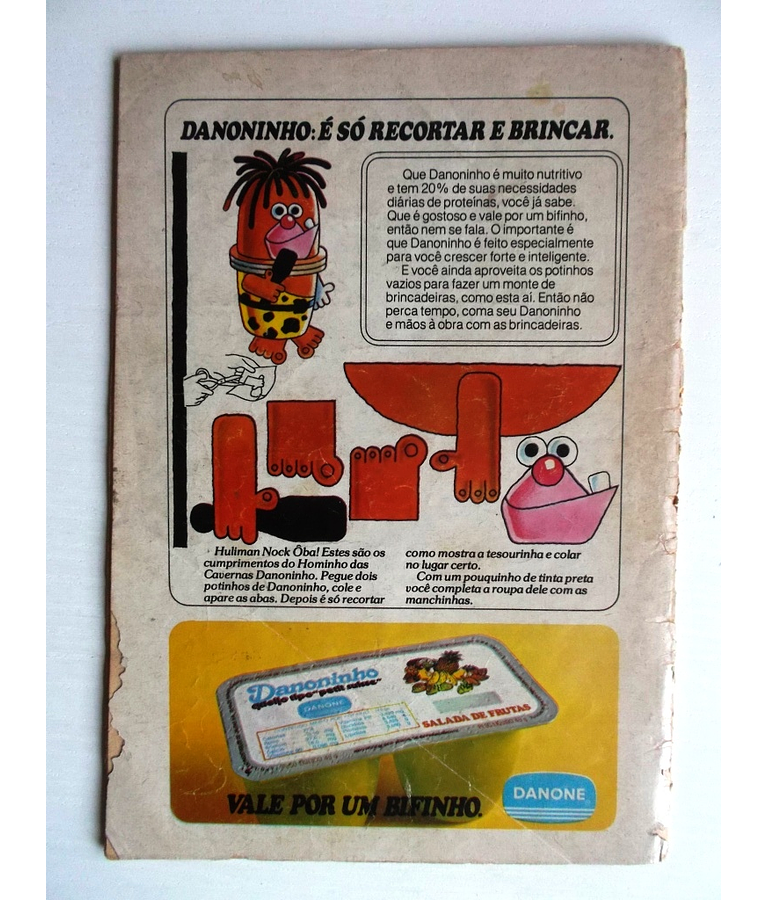 DANONINHO: É SÓ RECORTAR E BRINCAR.
Que Danoninho é muito nutritivo
e tem 20% de suas necessidades
diárias de proteínas, você já sabe.
Que é gostoso e vale por um bifinho,
então nem se fala. O importante é
que Danoninho é feito especialmente
para você crescer forte e inteligente.
E você ainda aproveita os potinhos
vazios para fazer um monte de
brincadeiras, como esta aí. Então não
perca tempo, coma seu Danoninho
e mãos à obra com as brincadeiras.
Huliman Nock Ôba! Estes são os
cumprimentos do Hominho das
Cavernas Danoninho. Pegue dois
potinhos de Danoninho, cole e
apare as abas. Depois é só recortar
como mostra a tesourinha e colar
no lugar certo.
Com um pouquinho de tinta preta
você completa a roupa dele com as
manchinhas.
Danoninho
queijo tipo "petit suisse"
DANONE
SALADA DE FRUTAS
VALE POR UM BIFINHO.
DANONE